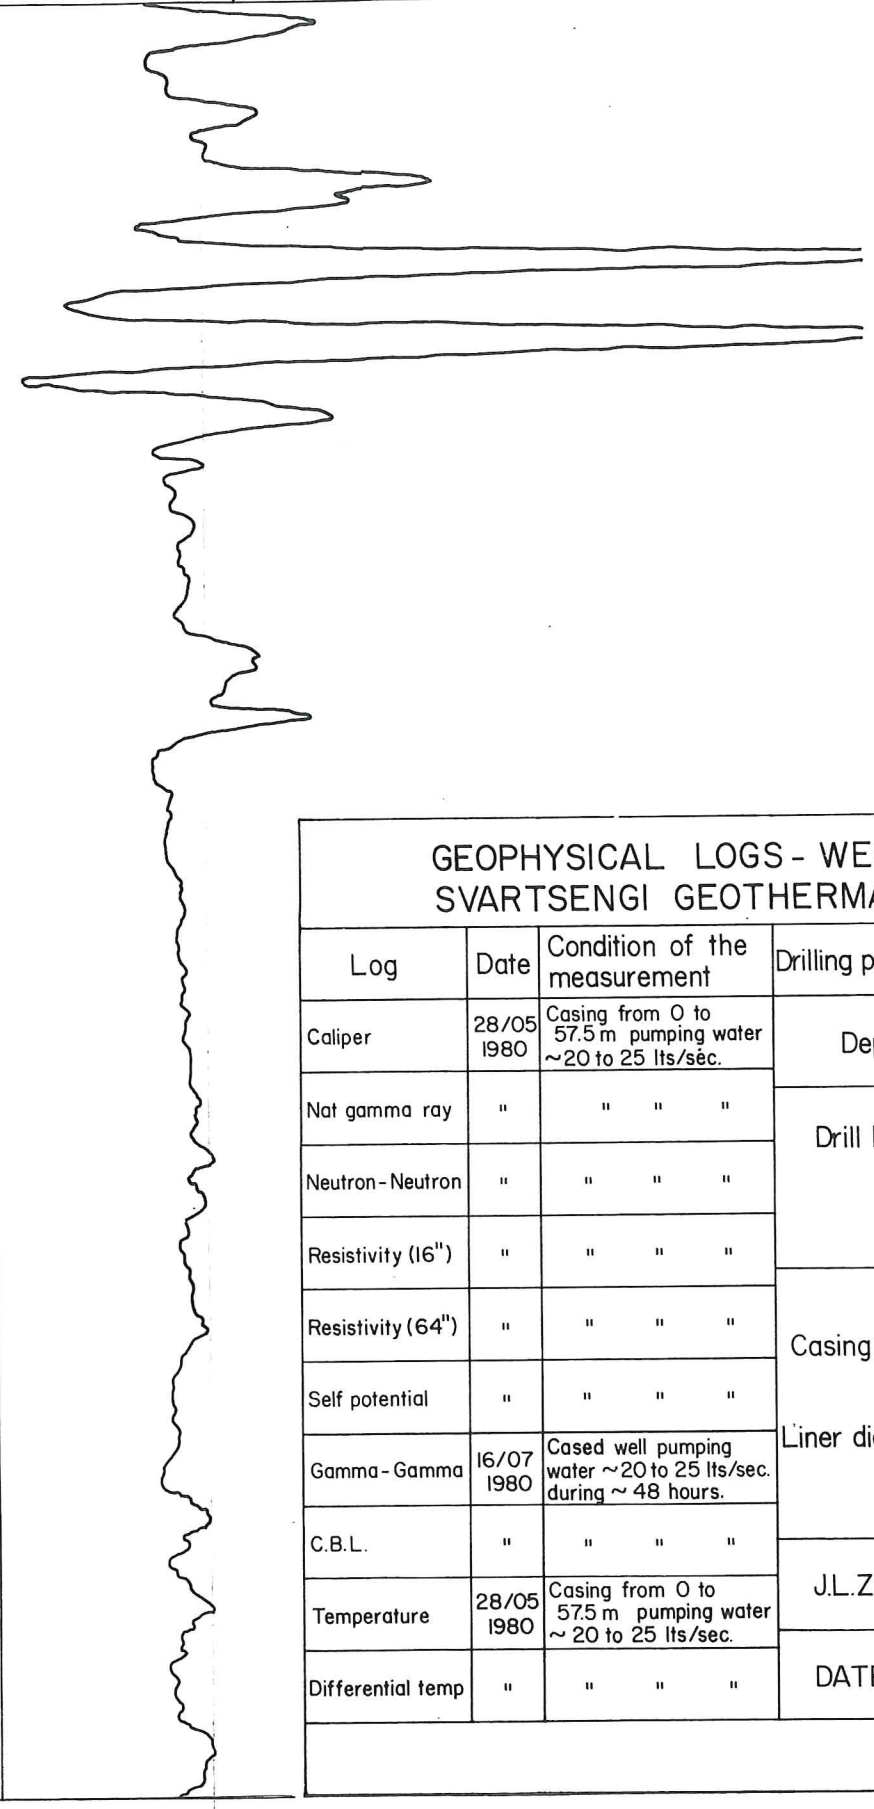 GEOPHYSICAL LOGS - WE
SVARTSENGI GEOTHERMA
Log
Date
Condition of the
measurement
Drilling p
Caliper
28/05
1980
Casing from 0 to
57.5 m pumping water
~20 to 25 lts/séc.
De
Nat gamma ray
" " " "
Drill
Neutron-Neutron
" " " "
Resistivity (16")
" " " "
Resistivity (64")
" " " "
Casing
Self potential
" " " "
Liner di
Gamma-Gamma
16/07
1980
Cased well pumping
water ~20 to 25 lts/sec.
during ~ 48 hours.
C.B.L.
" " " "
J.L.Z
Temperature
28/05
1980
Casing from 0 to
57.5 m pumping water
~ 20 to 25 lts/sec.
Differential temp
" " " "
DATE